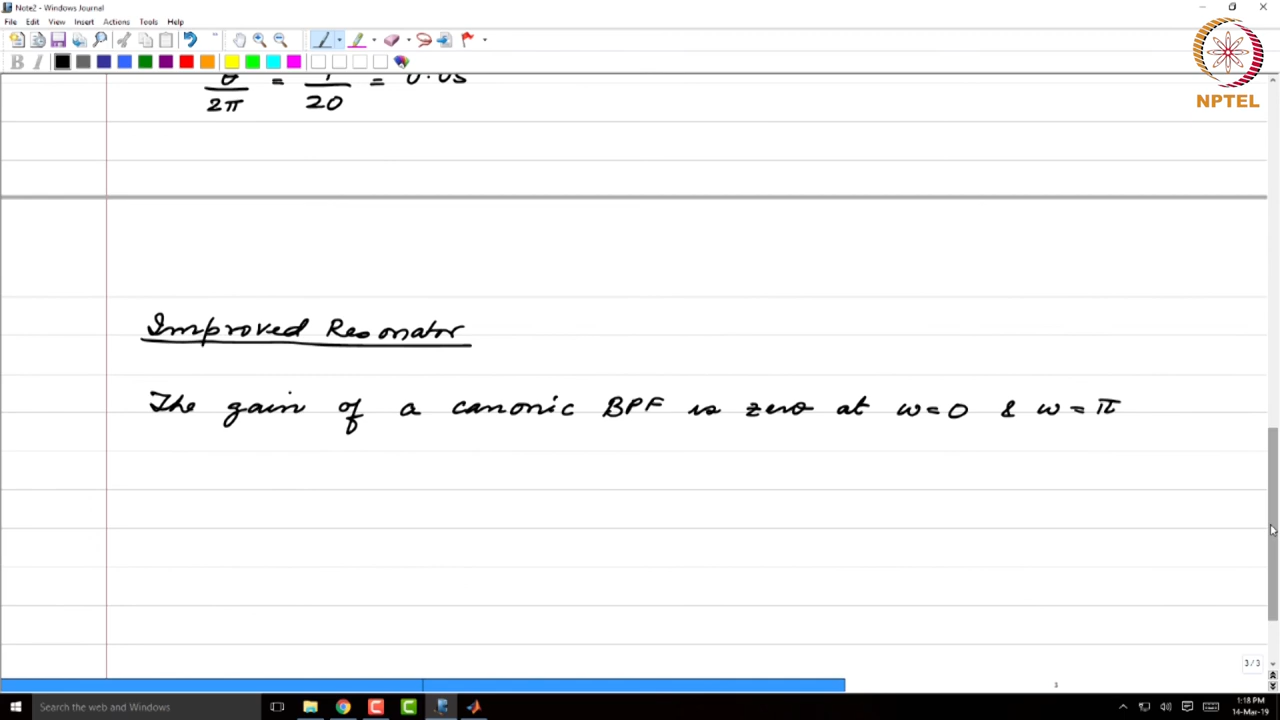 Note2 - Windows Journal
File Edit View Insert Actions Tools Help
B I
NPTEL
θ/2π = 1/20 = 0.05
Improved Resonator
The gain of a canonic BPF is zero at ω=0 & ω=π
3/3
3
Search the web and Windows
1:18 PM
14-Mar-19